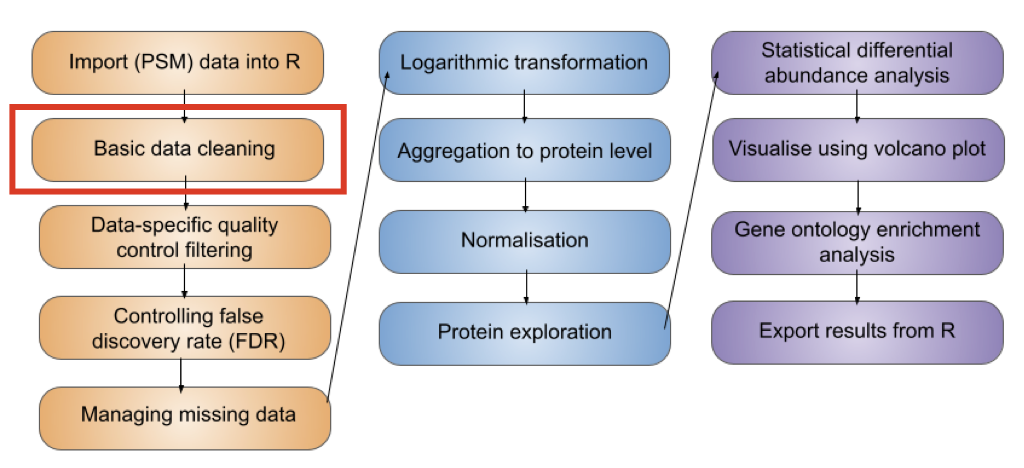 Import (PSM) data into R
Basic data cleaning
Data-specific quality
control filtering
Controlling false
discovery rate (FDR)
Managing missing data
Logarithmic transformation
Aggregation to protein level
Normalisation
Protein exploration
Statistical differential
abundance analysis
Visualise using volcano plot
Gene ontology enrichment
analysis
Export results from R